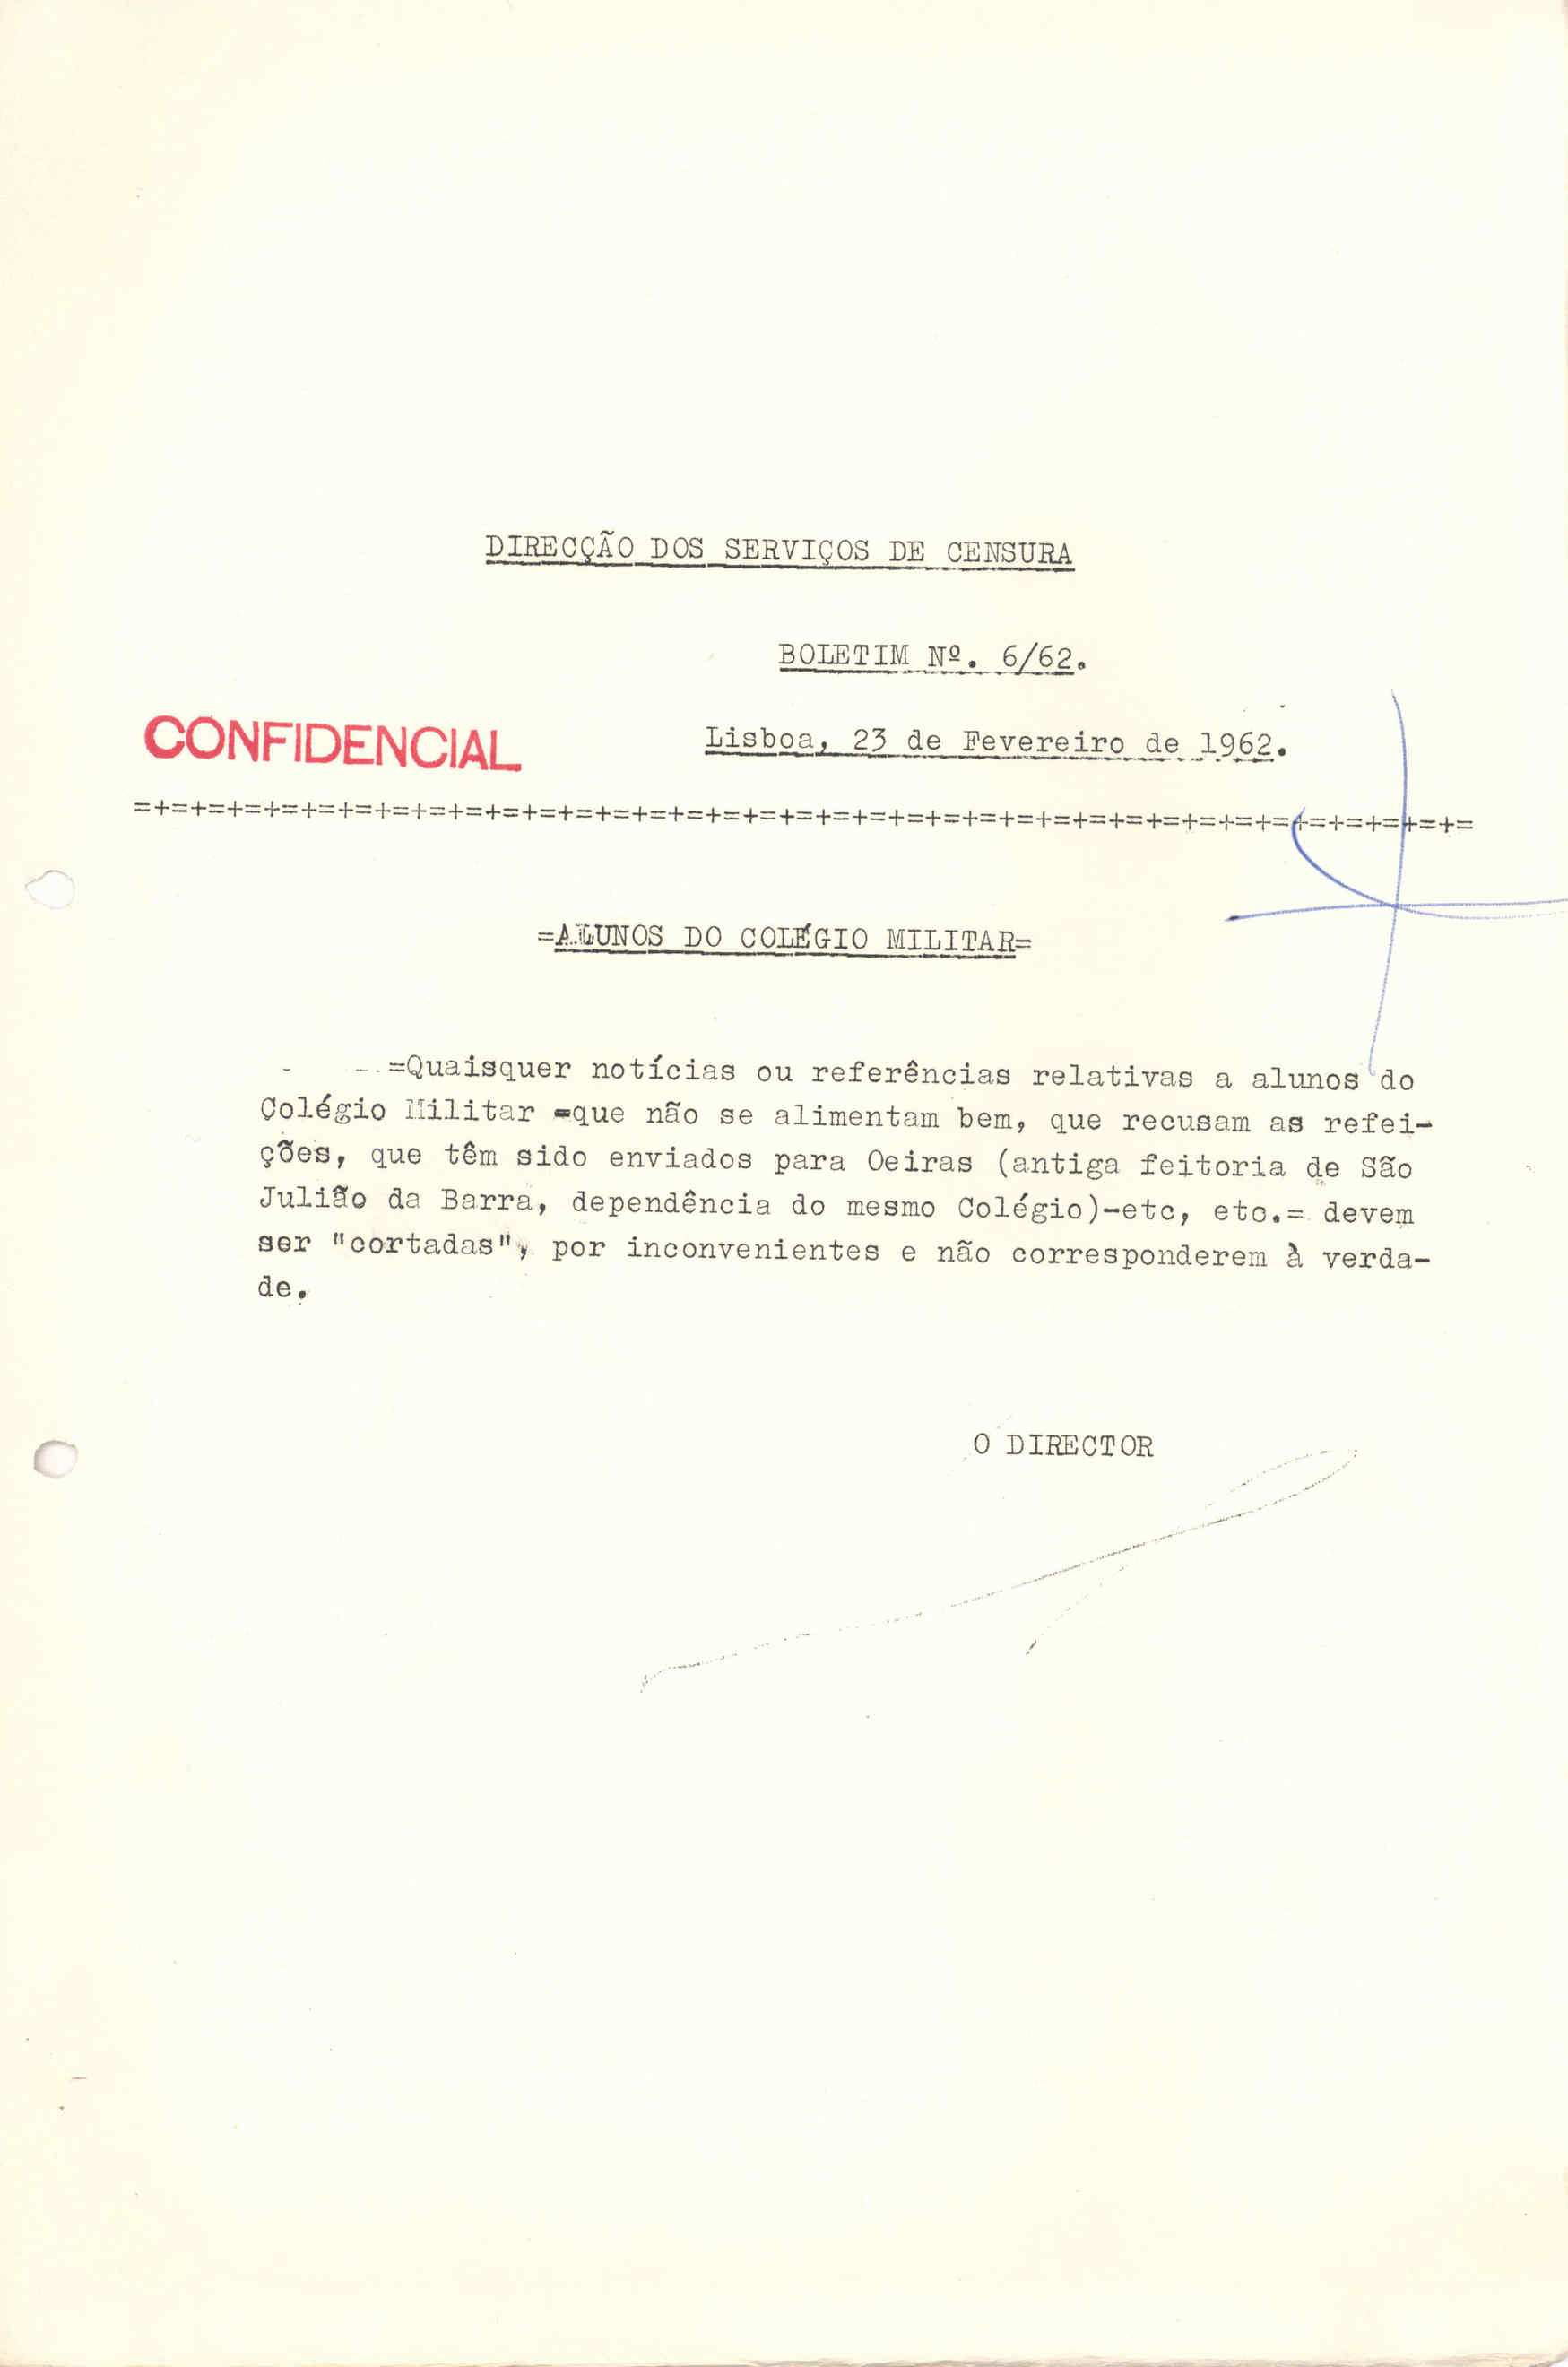 DIRECÇÃO DOS SERVIÇOS DE CENSURA
BOLETIM Nº. 6/62.
CONFIDENCIAL
Lisboa, 23 de Fevereiro de 1962.
=+=+=+=+=+=+=+=+=+=+=+=+=+=+=+=+=+=+=+=+=+=+=+=+=+=+=+=+=+=+=+=+=+=+=+=+=
=ALUNOS DO COLÉGIO MILITAR=
=Quaisquer notícias ou referências relativas a alunos do
Colégio Militar =que não se alimentam bem, que recusam as refei-
ções, que têm sido enviados para Oeiras (antiga feitoria de São
Julião da Barra, dependência do mesmo Colégio)-etc, etc.= devem
ser "cortadas", por inconvenientes e não corresponderem à verda-
de.
O DIRECTOR